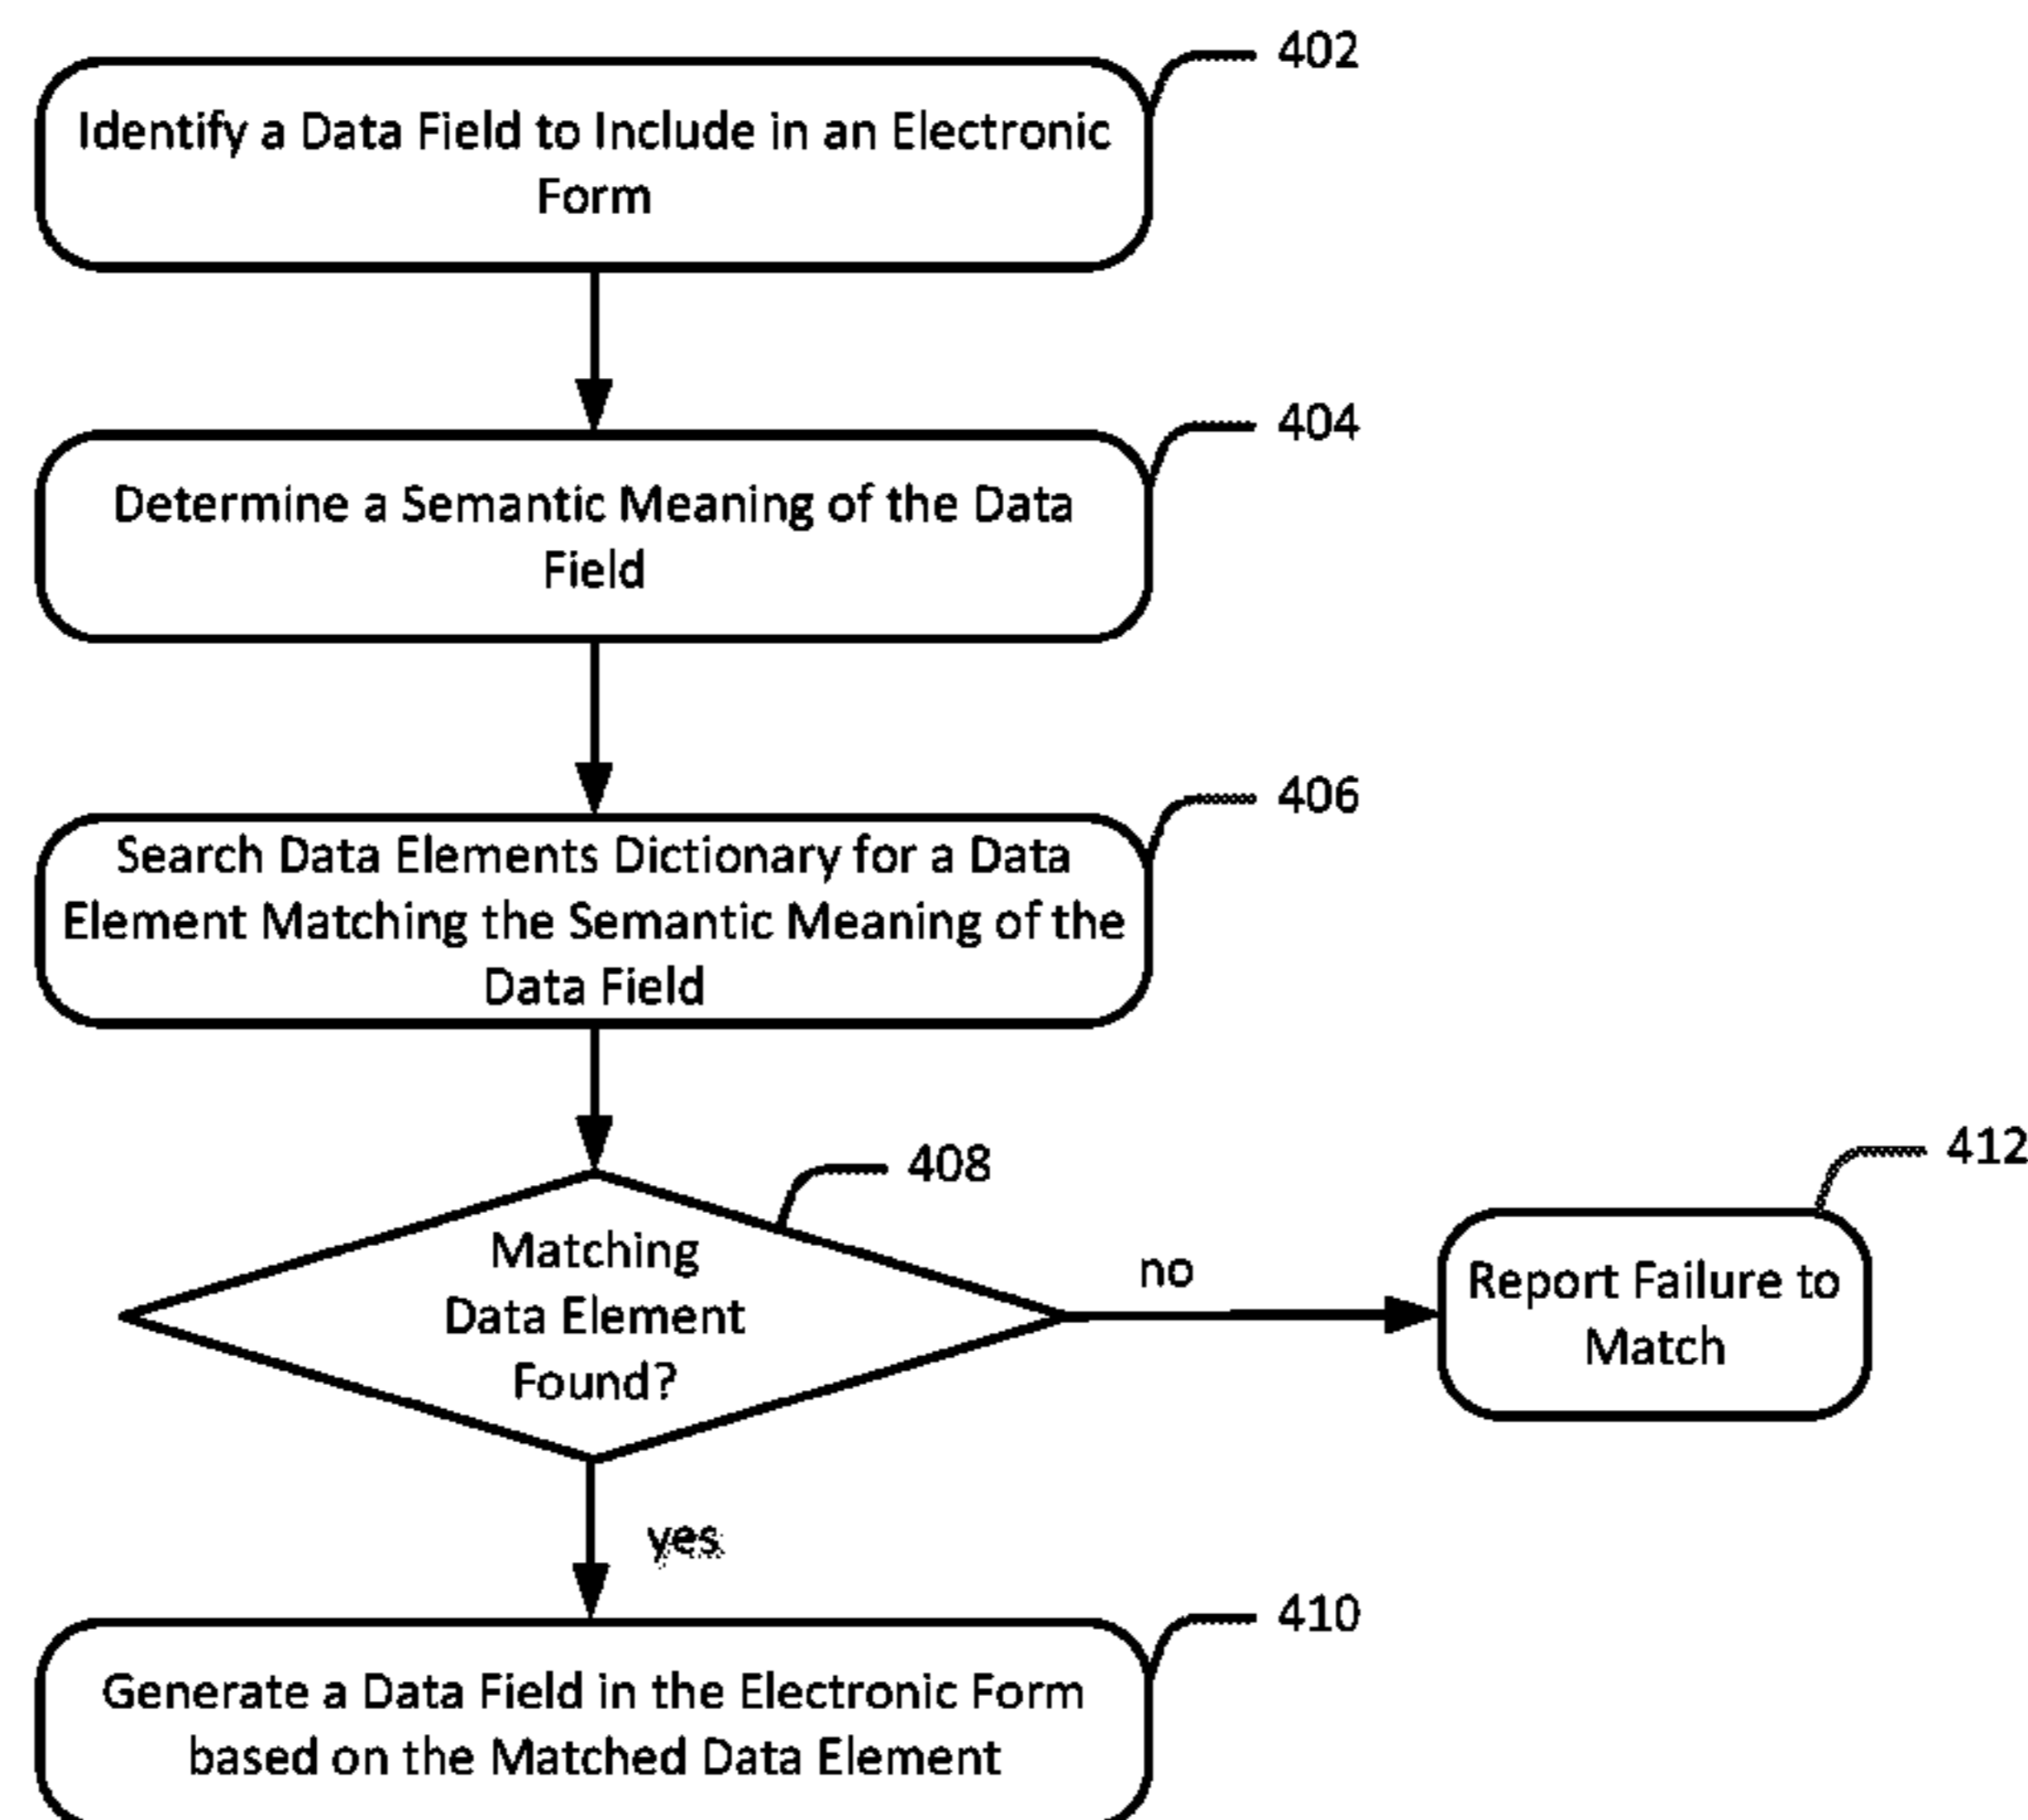 402
Identify a Data Field to Include in an Electronic
Form
404
Determine a Semantic Meaning of the Data
Field
406
Search Data Elements Dictionary for a Data
Element Matching the Semantic Meaning of the
Data Field
408
Matching
Data Element
Found?
no
412
Report Failure to
Match
yes
410
Generate a Data Field in the Electronic Form
based on the Matched Data Element